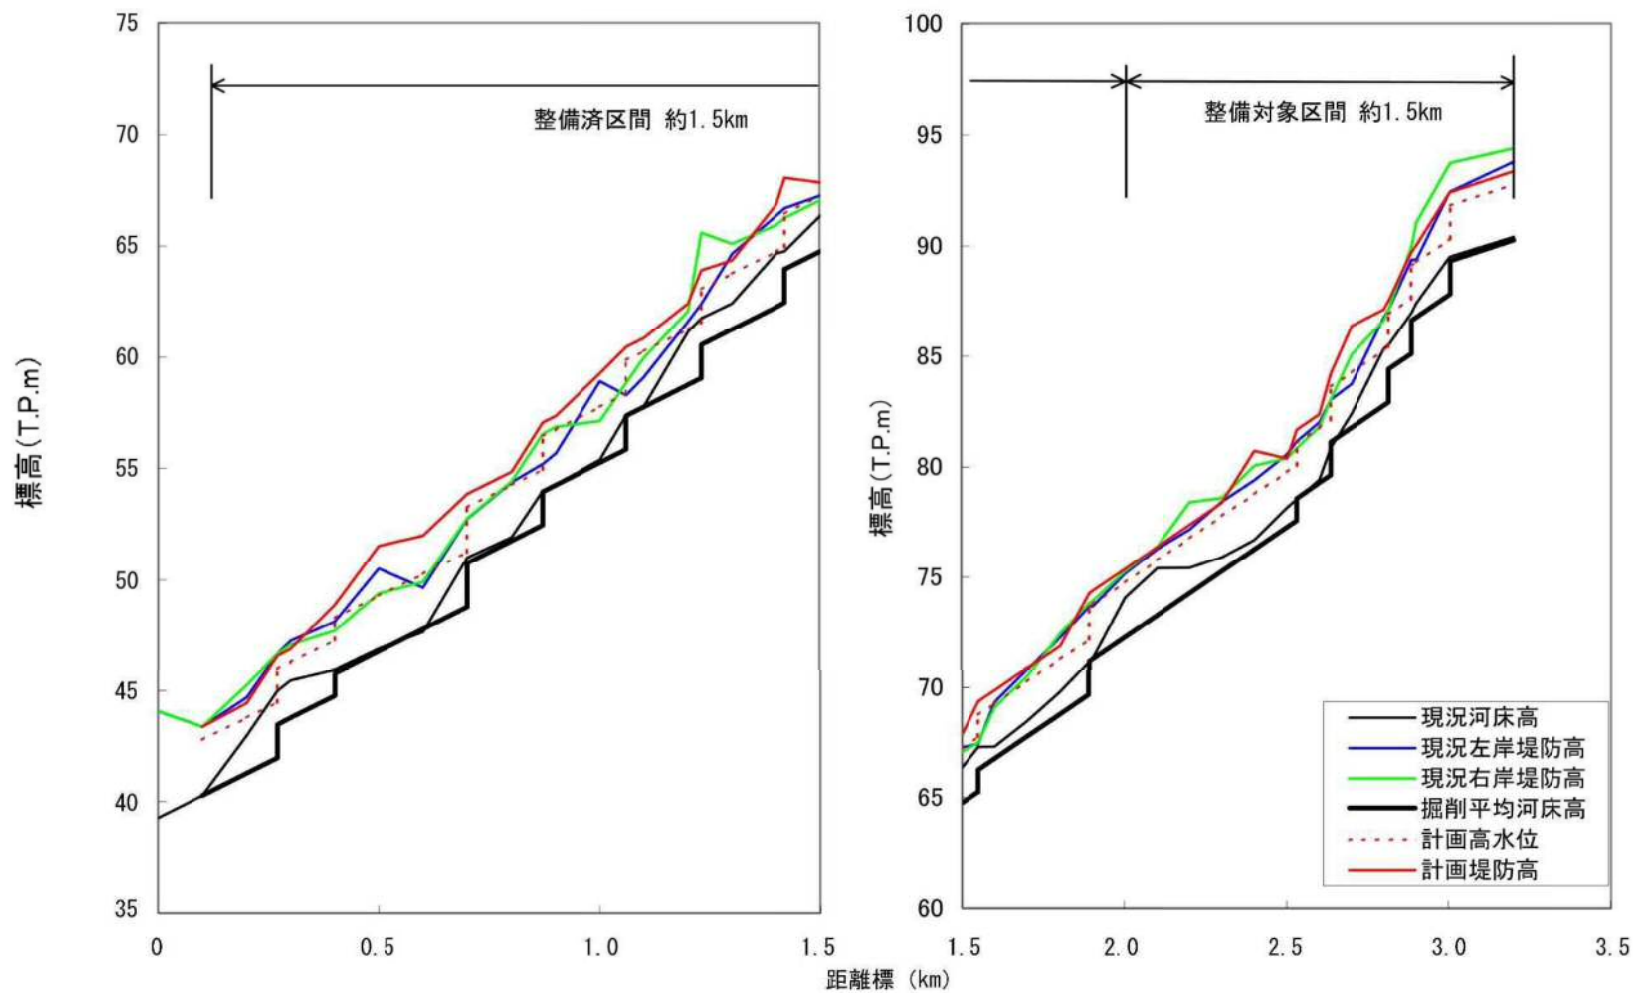 75
70
65
60
55
50
45
40
35
標高(T.P.m)
整備済区間 約1.5km
0
0.5
1.0
1.5
100
95
90
85
80
75
70
65
60
標高(T.P.m)
整備対象区間 約1.5km
現況河床高
現況左岸堤防高
現況右岸堤防高
掘削平均河床高
計画高水位
計画堤防高
1.5
2.0
2.5
3.0
3.5
距離標 (km)